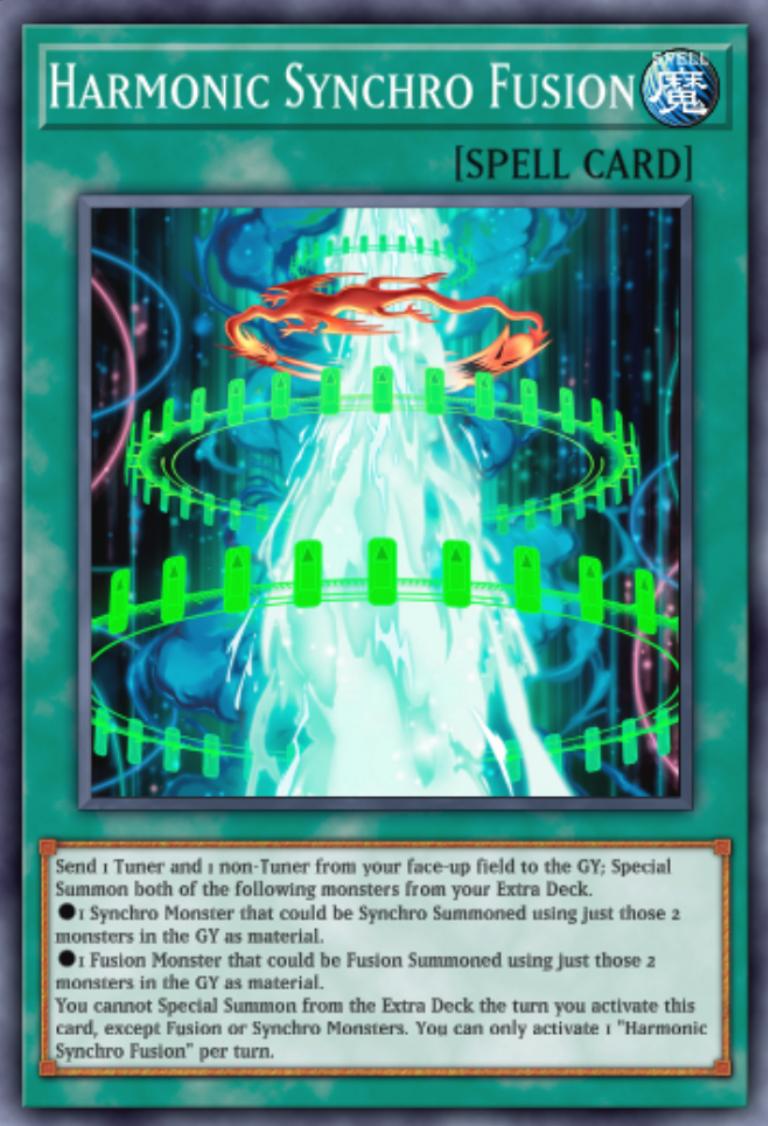 HARMONIC SYNCHRO FUSION
SPELL
魔
[SPELL CARD]
Send 1 Tuner and 1 non-Tuner from your face-up field to the GY; Special
Summon both of the following monsters from your Extra Deck.
●1 Synchro Monster that could be Synchro Summoned using just those 2
monsters in the GY as material.
●1 Fusion Monster that could be Fusion Summoned using just those 2
monsters in the GY as material.
You cannot Special Summon from the Extra Deck the turn you activate this
card, except Fusion or Synchro Monsters. You can only activate 1 "Harmonic
Synchro Fusion" per turn.